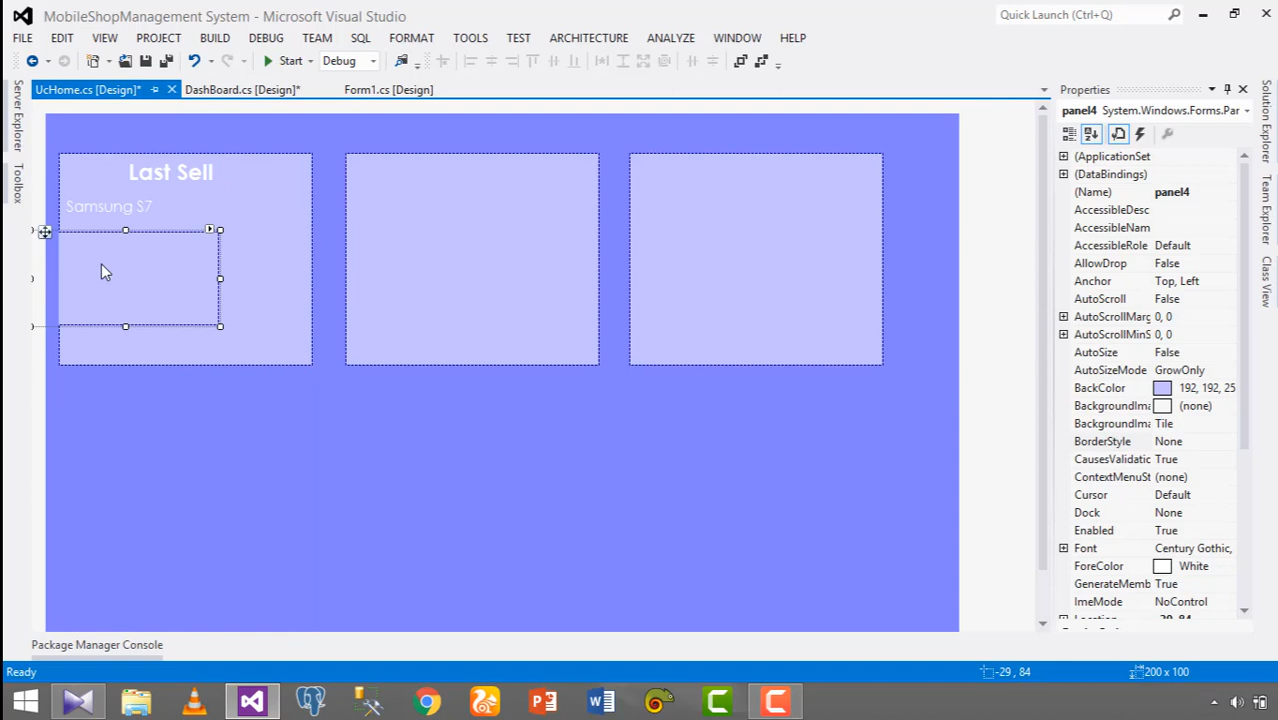 MobileShopManagement System - Microsoft Visual Studio
Quick Launch (Ctrl+Q)
FILE EDIT VIEW PROJECT BUILD DEBUG TEAM SQL FORMAT TOOLS TEST ARCHITECTURE ANALYZE WINDOW HELP
Start Debug
UcHome.cs [Design]* DashBoard.cs [Design]* Form1.cs [Design]
Server Explorer
Toolbox
Last Sell
Samsung S7
Properties
panel4 System.Windows.Forms.Par
(ApplicationSet
(DataBindings)
(Name) panel4
AccessibleDesc
AccessibleNam
AccessibleRole Default
AllowDrop False
Anchor Top, Left
AutoScroll False
AutoScrollMarg 0, 0
AutoScrollMinS 0, 0
AutoSize False
AutoSizeMode GrowOnly
BackColor 192, 192, 25
BackgroundIma (none)
BackgroundIma Tile
BorderStyle None
CausesValidatic True
ContextMenuSt (none)
Cursor Default
Dock None
Enabled True
Font Century Gothic,
ForeColor White
GenerateMemb True
ImeMode NoControl
Solution Explorer
Team Explorer
Class View
Package Manager Console
Ready
-29 , 84
200 x 100